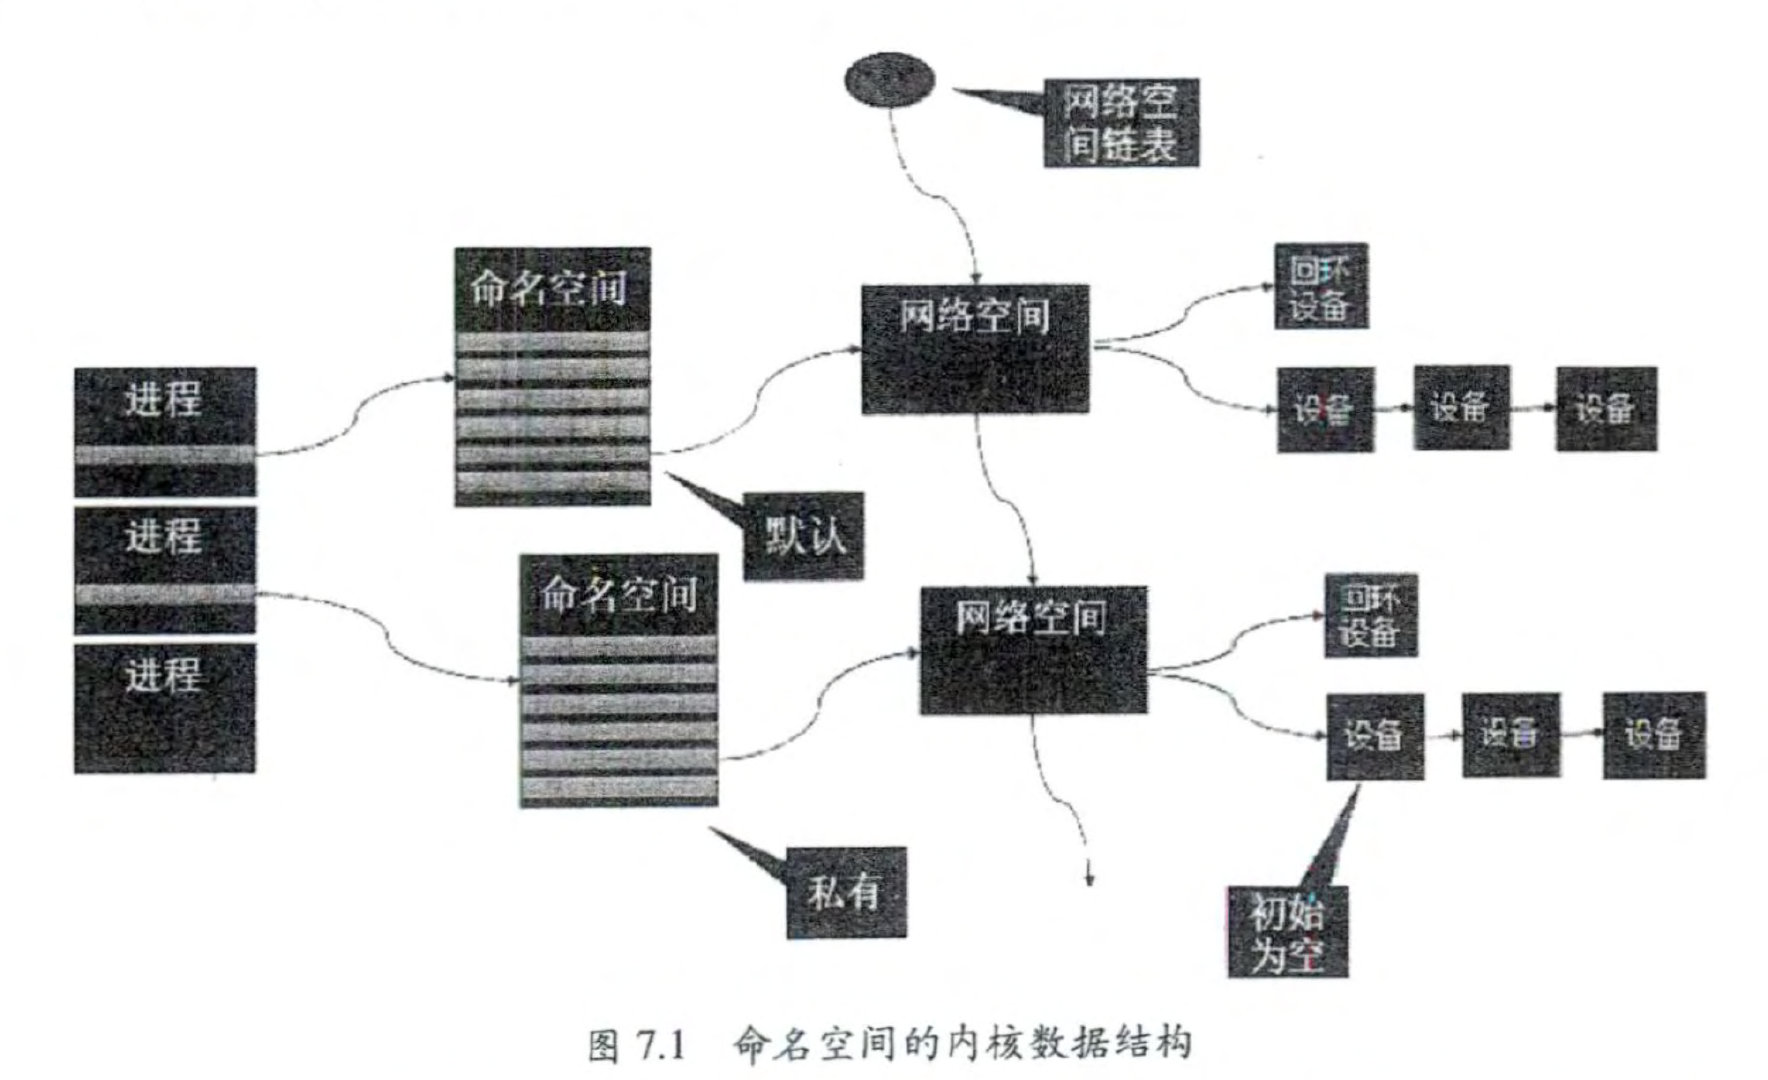 网络空
间链表
命名空间
网络空间
回环
设备
进程
设备
设备
设备
默认
进程
命名空间
网络空间
回环
设备
进程
设备
设备
设备
私有
初始
为空
图 7.1 命名空间的内核数据结构